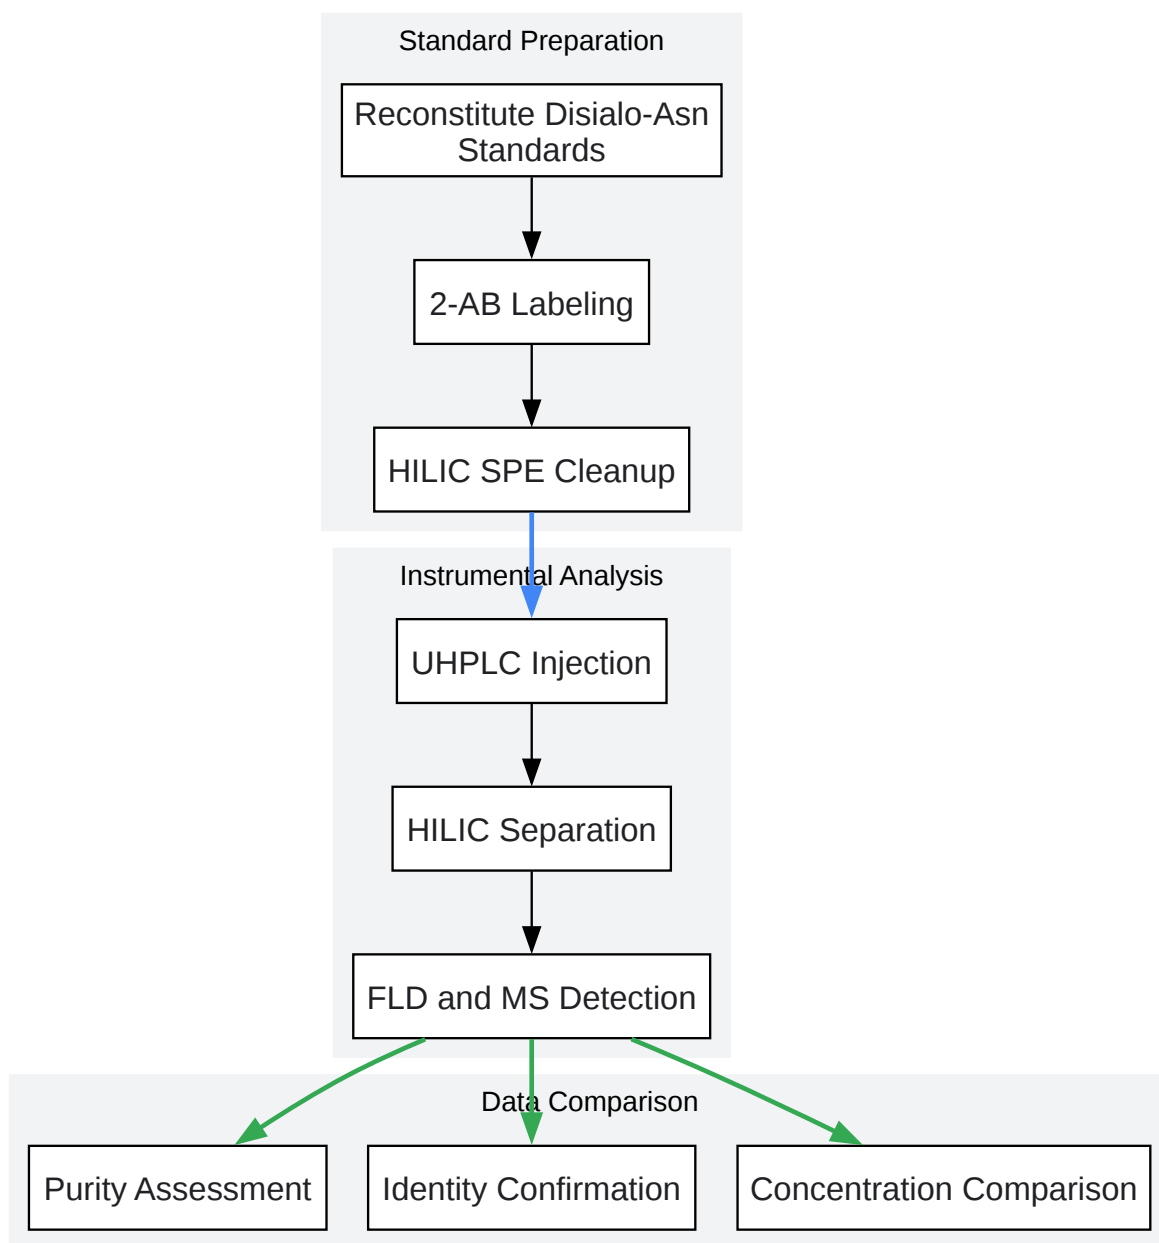 Standard Preparation
Reconstitute Disialo-Asn
Standards
2-AB Labeling
HILIC SPE Cleanup
Instrumental Analysis
UHPLC Injection
HILIC Separation
FLD and MS Detection
Data Comparison
Purity Assessment
Identity Confirmation
Concentration Comparison